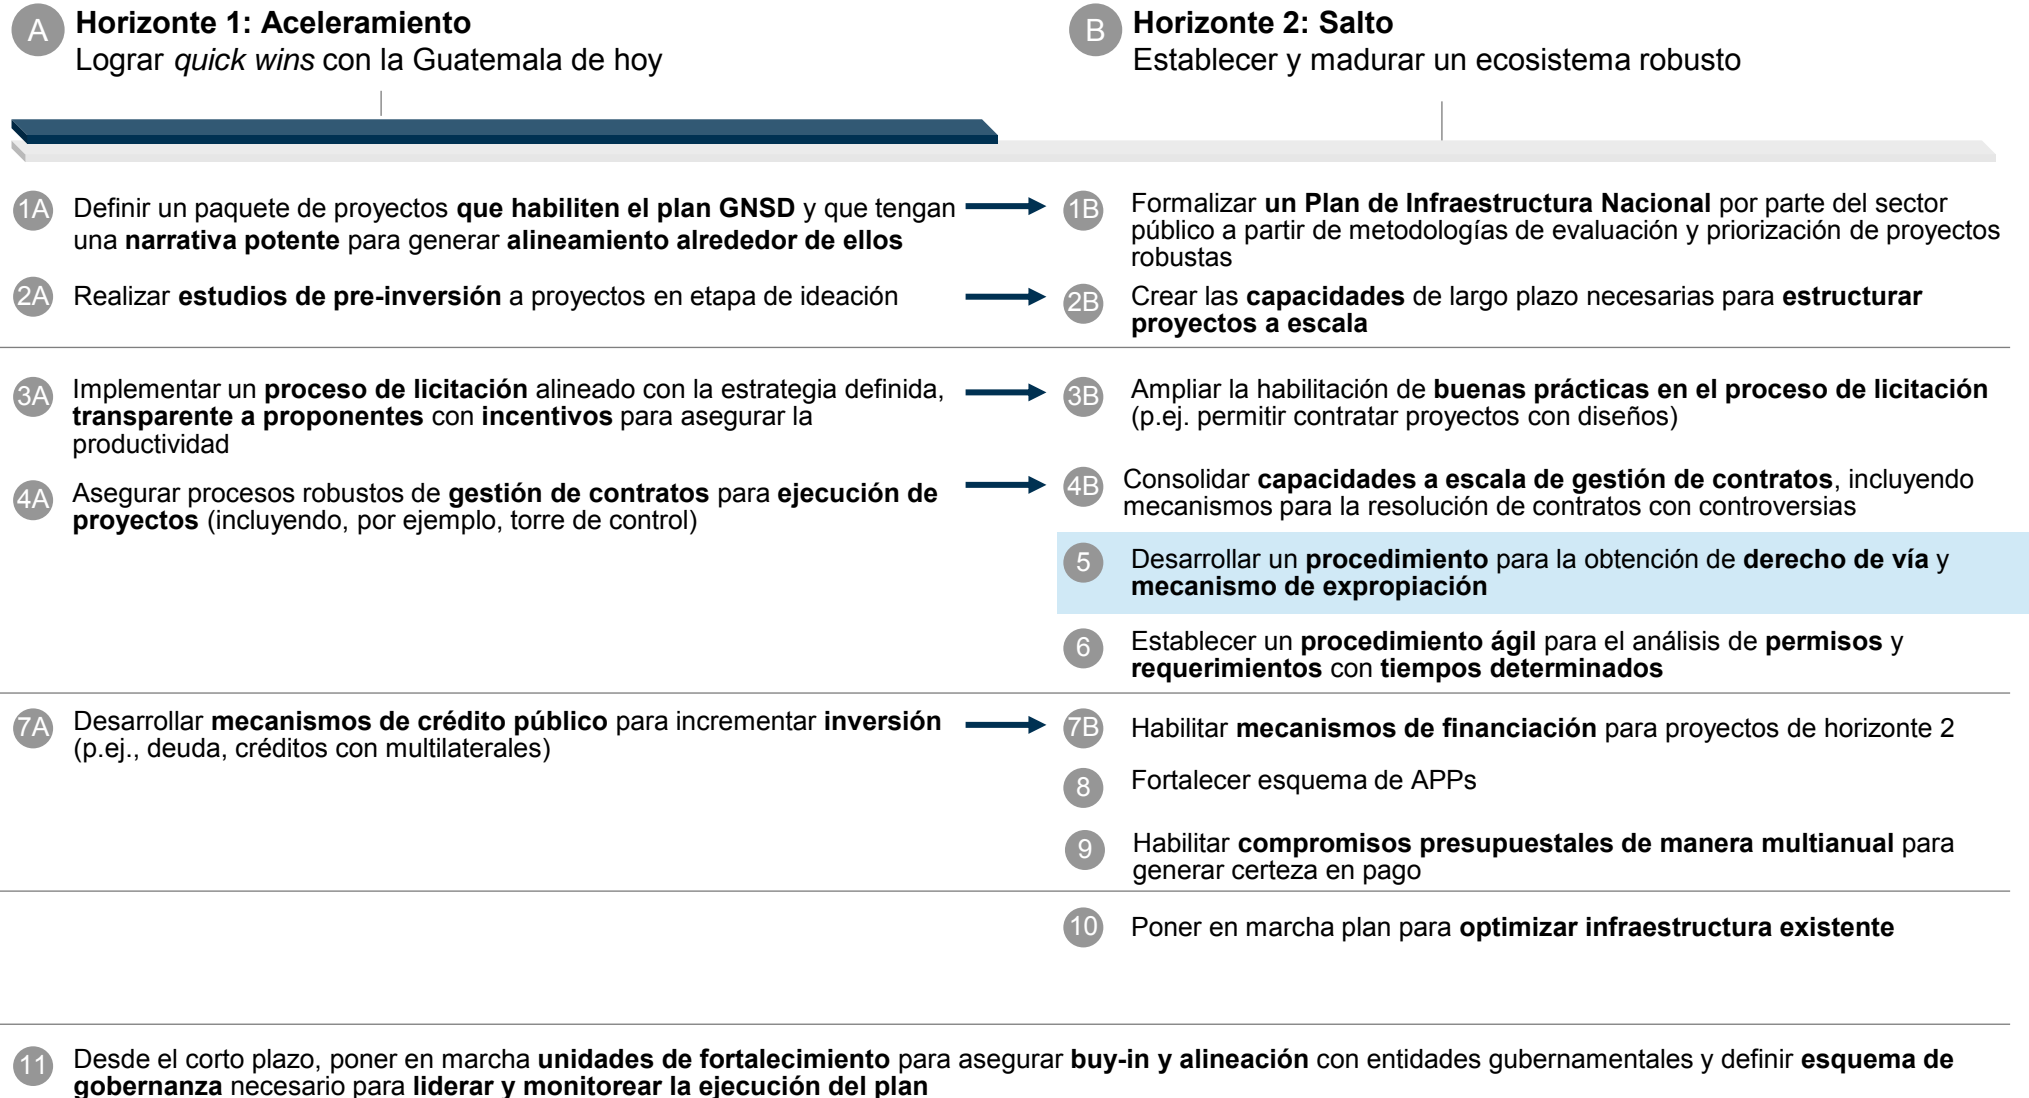 A
Horizonte 1: Aceleramiento
Lograr quick wins con la Guatemala de hoy
B
Horizonte 2: Salto
Establecer y madurar un ecosistema robusto
1A
Definir un paquete de proyectos que habiliten el plan GNSD y que tengan
una narrativa potente para generar alineamiento alrededor de ellos
1B
Formalizar un Plan de Infraestructura Nacional por parte del sector
público a partir de metodologías de evaluación y priorización de proyectos
robustas
2A
Realizar estudios de pre-inversión a proyectos en etapa de ideación
2B
Crear las capacidades de largo plazo necesarias para estructurar
proyectos a escala
3A
Implementar un proceso de licitación alineado con la estrategia definida,
transparente a proponentes con incentivos para asegurar la
productividad
3B
Ampliar la habilitación de buenas prácticas en el proceso de licitación
(p.ej. permitir contratar proyectos con diseños)
4A
Asegurar procesos robustos de gestión de contratos para ejecución de
proyectos (incluyendo, por ejemplo, torre de control)
4B
Consolidar capacidades a escala de gestión de contratos, incluyendo
mecanismos para la resolución de contratos con controversias
5
Desarrollar un procedimiento para la obtención de derecho de vía y
mecanismo de expropiación
6
Establecer un procedimiento ágil para el análisis de permisos y
requerimientos con tiempos determinados
7A
Desarrollar mecanismos de crédito público para incrementar inversión
(p.ej., deuda, créditos con multilaterales)
7B
Habilitar mecanismos de financiación para proyectos de horizonte 2
8
Fortalecer esquema de APPs
9
Habilitar compromisos presupuestales de manera multianual para
generar certeza en pago
10
Poner en marcha plan para optimizar infraestructura existente
11
Desde el corto plazo, poner en marcha unidades de fortalecimiento para asegurar buy-in y alineación con entidades gubernamentales y definir esquema de
gobernanza necesario para liderar y monitorear la ejecución del plan